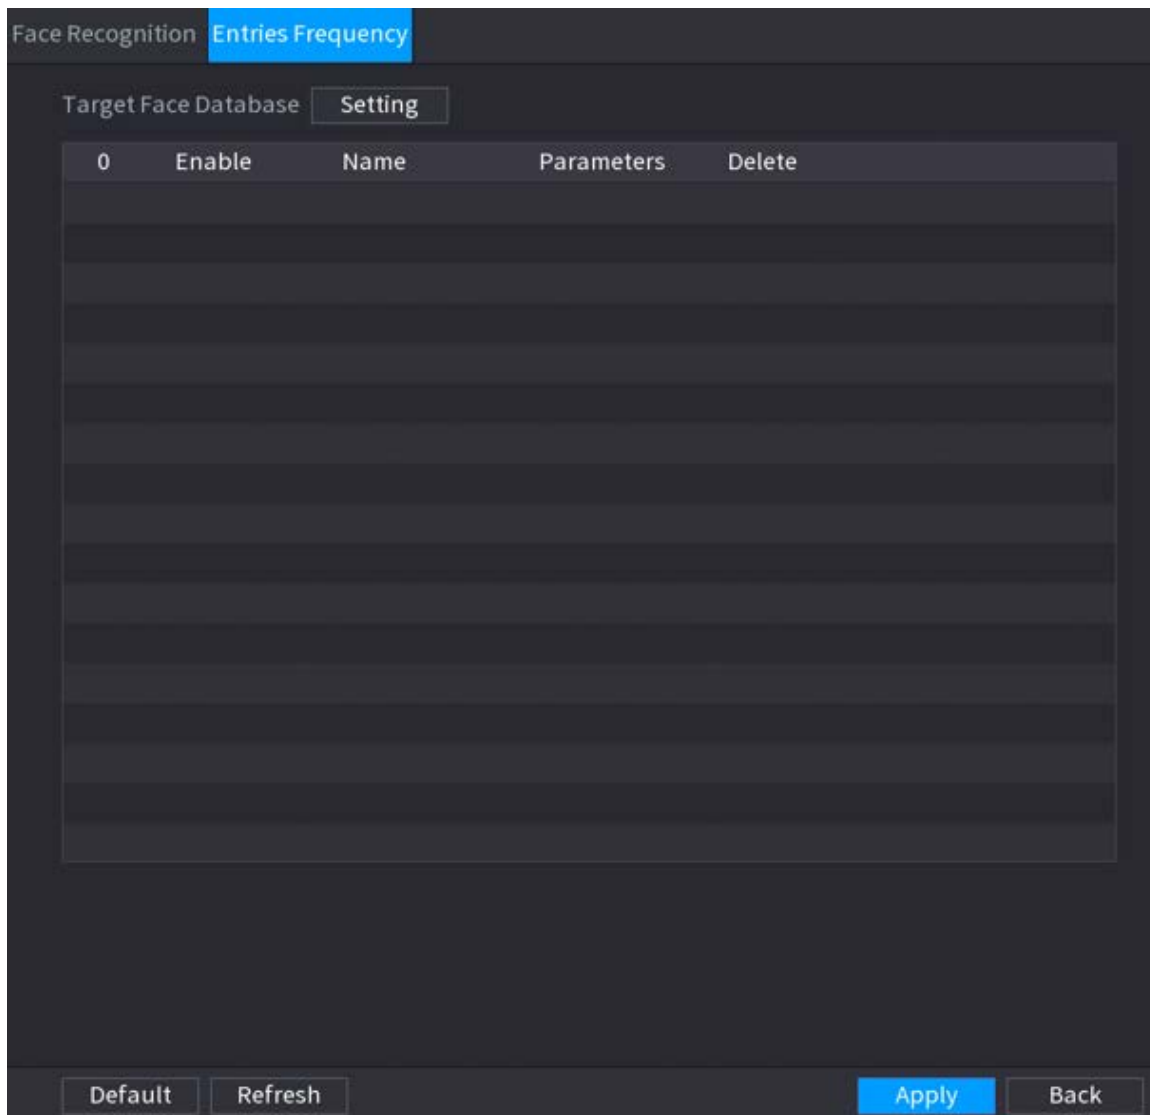 Face Recognition Entries Frequency
Target Face Database Setting
0 Enable Name Parameters Delete
Default Refresh Apply Back